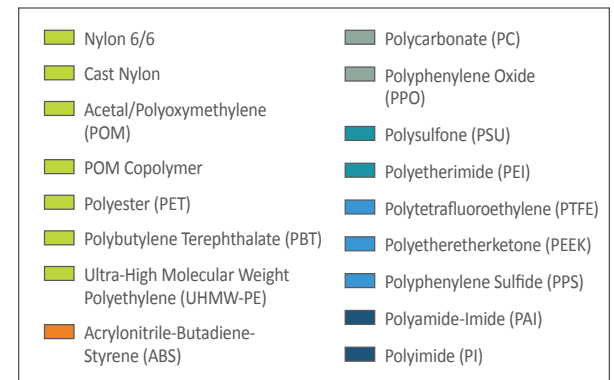 Nylon 6/6
Cast Nylon
Acetal/Polyoxymethylene
(POM)
POM Copolymer
Polyester (PET)
Polybutylene Terephthalate (PBT)
Ultra-High Molecular Weight
Polyethylene (UHMW-PE)
Acrylonitrile-Butadiene-
Styrene (ABS)
Polycarbonate (PC)
Polyphenylene Oxide
(PPO)
Polysulfone (PSU)
Polyetherimide (PEI)
Polytetrafluoroethylene (PTFE)
Polyetheretherketone (PEEK)
Polyphenylene Sulfide (PPS)
Polyamide-Imide (PAI)
Polyimide (PI)